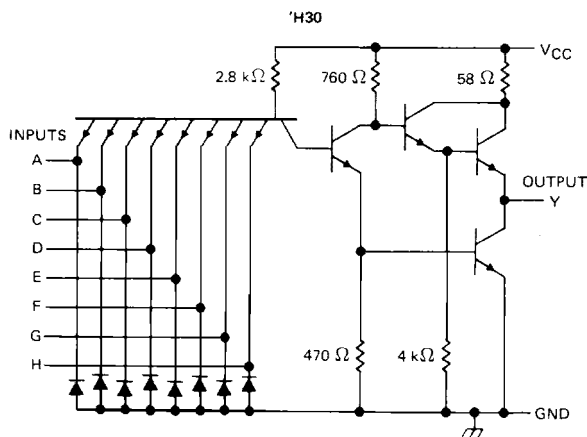 'H30
VCC
2.8 kΩ
760 Ω
58 Ω
INPUTS
A
B
C
D
E
F
G
H
OUTPUT
Y
470 Ω
4 kΩ
GND